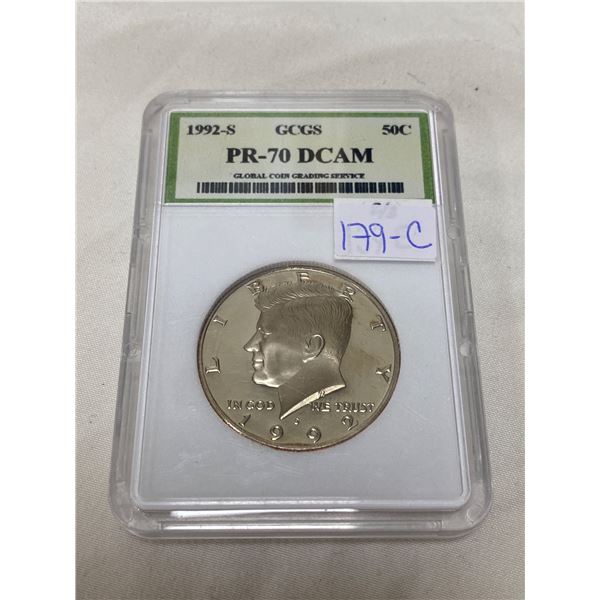 1992-S GCGS 50C
PR-70 DCAM
GLOBAL COIN GRADING SERVICE
179-C
LIBERTY
IN GOD WE TRUST
S
1992